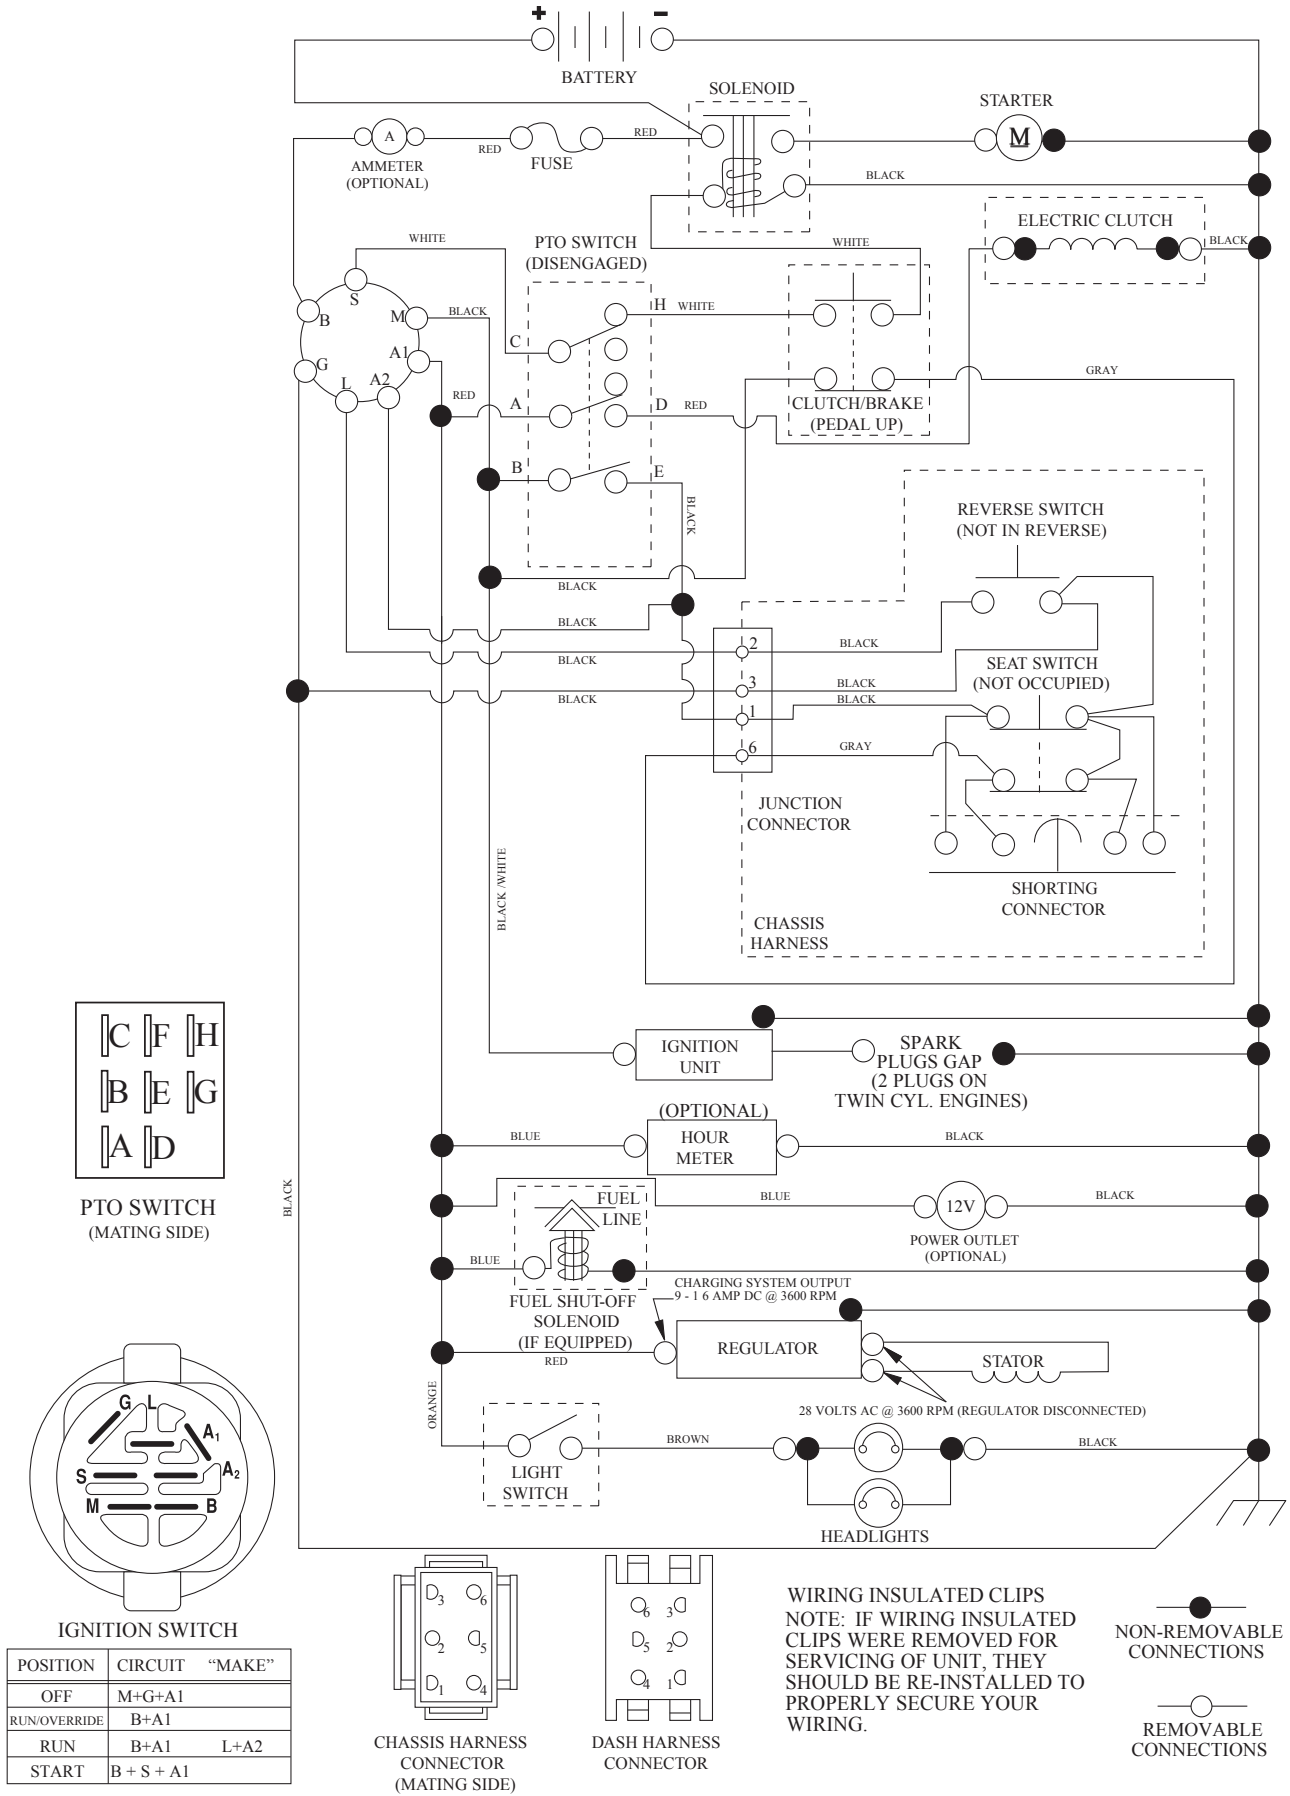 + −
BATTERY
SOLENOID
STARTER
A
RED
FUSE
RED
M
AMMETER
(OPTIONAL)
BLACK
ELECTRIC CLUTCH
WHITE
PTO SWITCH
(DISENGAGED)
WHITE
BLACK
S
B
M
BLACK
H
WHITE
C
A1
G
L
A2
GRAY
RED
A
D
RED
CLUTCH/BRAKE
(PEDAL UP)
B
E
BLACK
REVERSE SWITCH
(NOT IN REVERSE)
BLACK
BLACK
2
BLACK
BLACK
SEAT SWITCH
(NOT OCCUPIED)
3
BLACK
BLACK
BLACK
1
6
GRAY
JUNCTION
CONNECTOR
BLACK /WHITE
SHORTING
CONNECTOR
CHASSIS
HARNESS
C F H
B E G
A D
PTO SWITCH
(MATING SIDE)
IGNITION
UNIT
SPARK
PLUGS GAP
(2 PLUGS ON
TWIN CYL. ENGINES)
(OPTIONAL)
HOUR
METER
BLUE
BLACK
BLACK
FUEL
LINE
BLUE
12V
BLACK
POWER OUTLET
(OPTIONAL)
BLUE
CHARGING SYSTEM OUTPUT
9 - 1 6 AMP DC @ 3600 RPM
FUEL SHUT-OFF
SOLENOID
(IF EQUIPPED)
RED
REGULATOR
STATOR
ORANGE
28 VOLTS AC @ 3600 RPM (REGULATOR DISCONNECTED)
BROWN
BLACK
LIGHT
SWITCH
HEADLIGHTS
G L
A1
S
A2
M B
IGNITION SWITCH
POSITION CIRCUIT “MAKE”
OFF M+G+A1
RUN/OVERRIDE B+A1
RUN B+A1 L+A2
START B + S + A1
3 6
2 5
1 4
CHASSIS HARNESS
CONNECTOR
(MATING SIDE)
6 3
5 2
4 1
DASH HARNESS
CONNECTOR
WIRING INSULATED CLIPS
NOTE: IF WIRING INSULATED
CLIPS WERE REMOVED FOR
SERVICING OF UNIT, THEY
SHOULD BE RE-INSTALLED TO
PROPERLY SECURE YOUR
WIRING.
NON-REMOVABLE
CONNECTIONS
REMOVABLE
CONNECTIONS